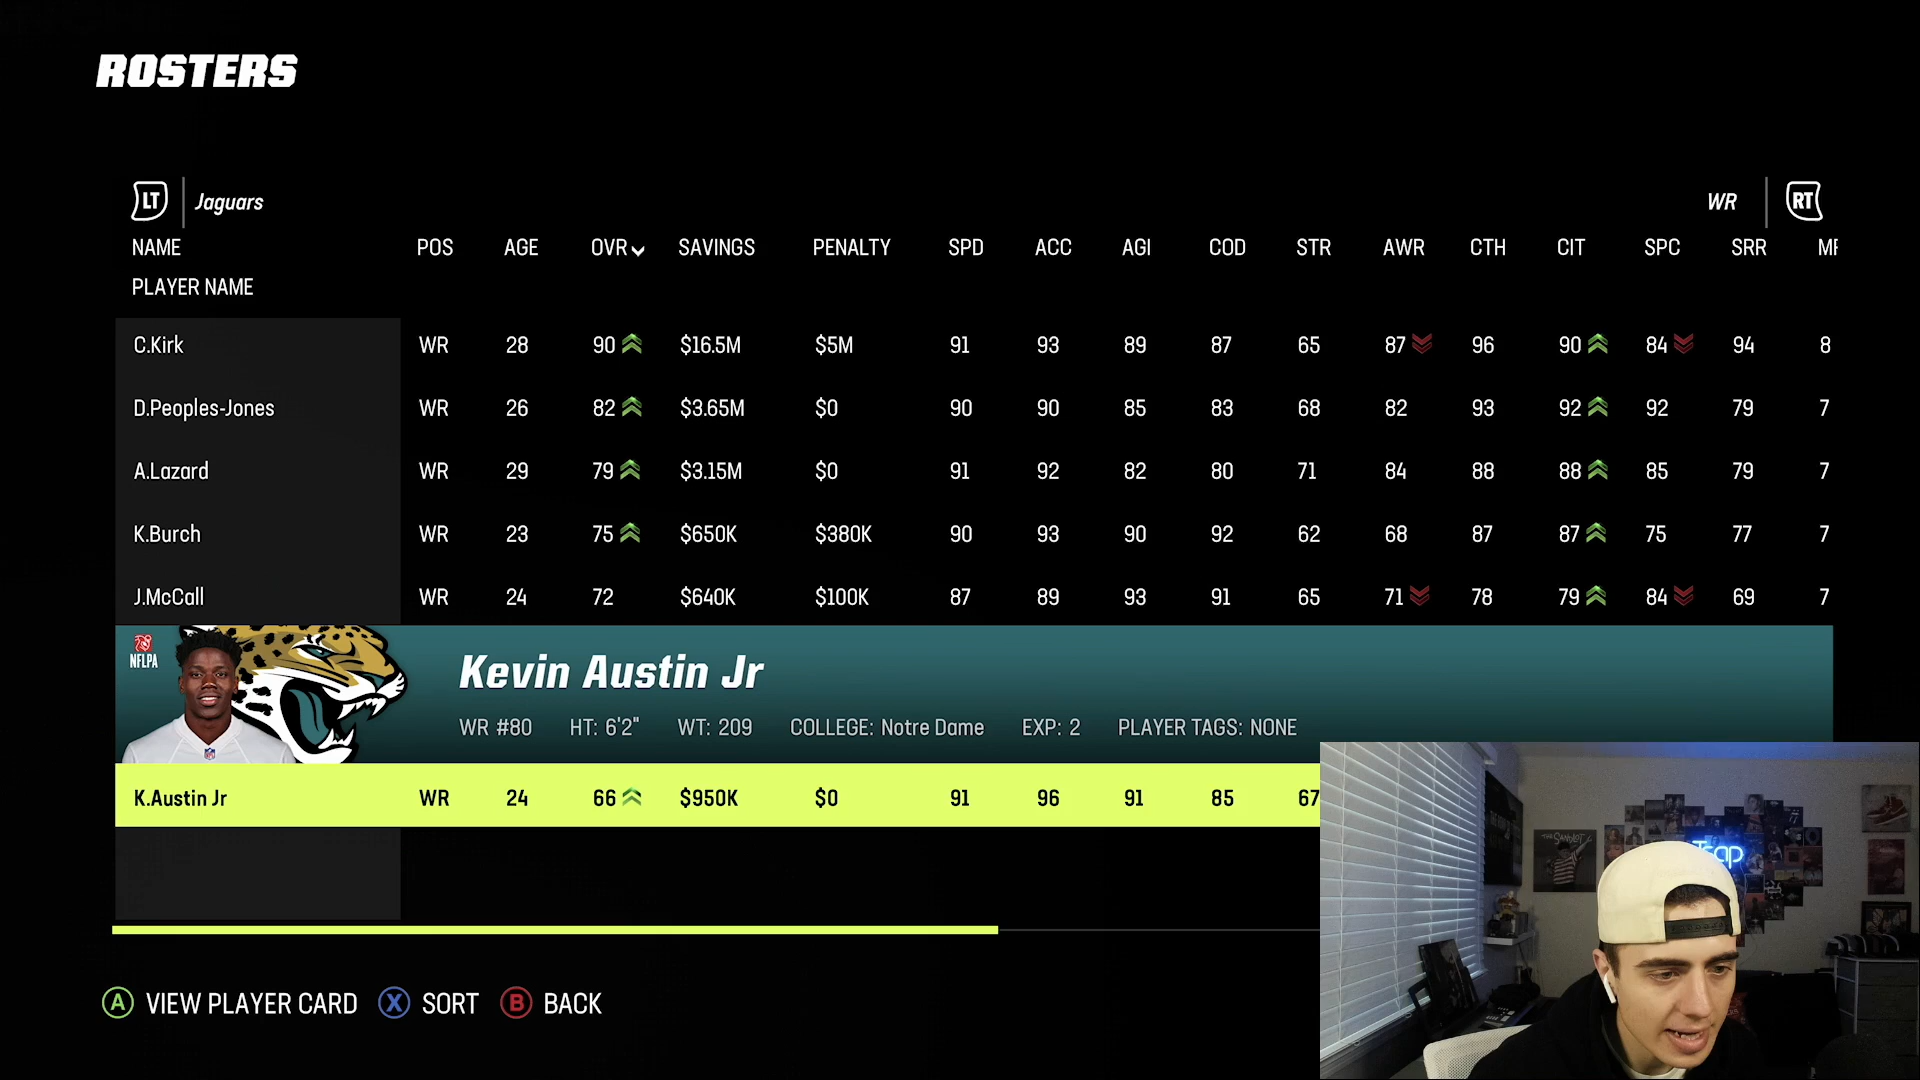 ROSTERS
LT Jaguars WR RT
NAME POS AGE OVR SAVINGS PENALTY SPD ACC AGI COD STR AWR CTH CIT SPC SRR
PLAYER NAME
C.Kirk WR 28 90 $16.5M $5M 91 93 89 87 65 87 96 90 84 94 8
D.Peoples-Jones WR 26 82 $3.65M $0 90 90 85 83 68 82 93 92 92 79 7
A.Lazard WR 29 79 $3.15M $0 91 92 82 80 71 84 88 88 85 79 7
K.Burch WR 23 75 $650K $380K 90 93 90 92 62 68 87 87 75 77 7
J.McCall WR 24 72 $640K $100K 87 89 93 91 65 71 78 79 84 69 7
NFLPA
Kevin Austin Jr
WR #80 HT: 6'2" WT: 209 COLLEGE: Notre Dame EXP: 2 PLAYER TAGS: NONE
K.Austin Jr WR 24 66 $950K $0 91 96 91 85 67
THE SANDLOT
A VIEW PLAYER CARD X SORT B BACK